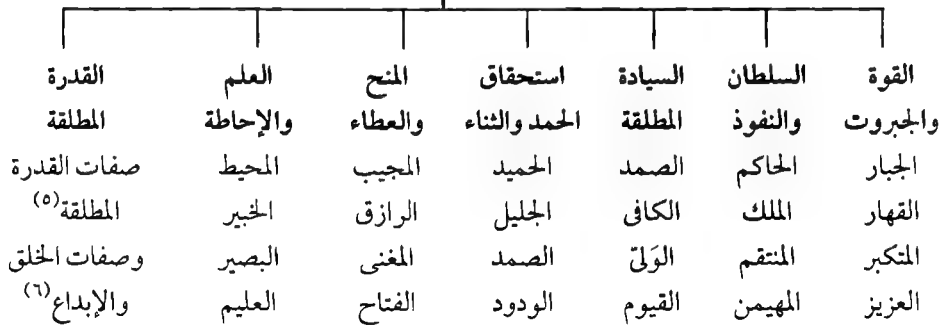 القوة السلطان السيادة استحقاق المنح العلم القدرة
والجبروت والنفوذ المطلقة الحمد والثناء والعطاء والإحاطة المطلقة
الجبار الحاكم الصمد الحميد المجيب المحيط صفات القدرة
القهار الملك الكافى الجليل الرازق الخبير المطلقة(٥)
المتكبر المنتقم الوَلىّ الصمد المغنى البصير وصفات الخلق
العزيز المهيمن القيوم الودود الفتاح العليم والإبداع(٦)